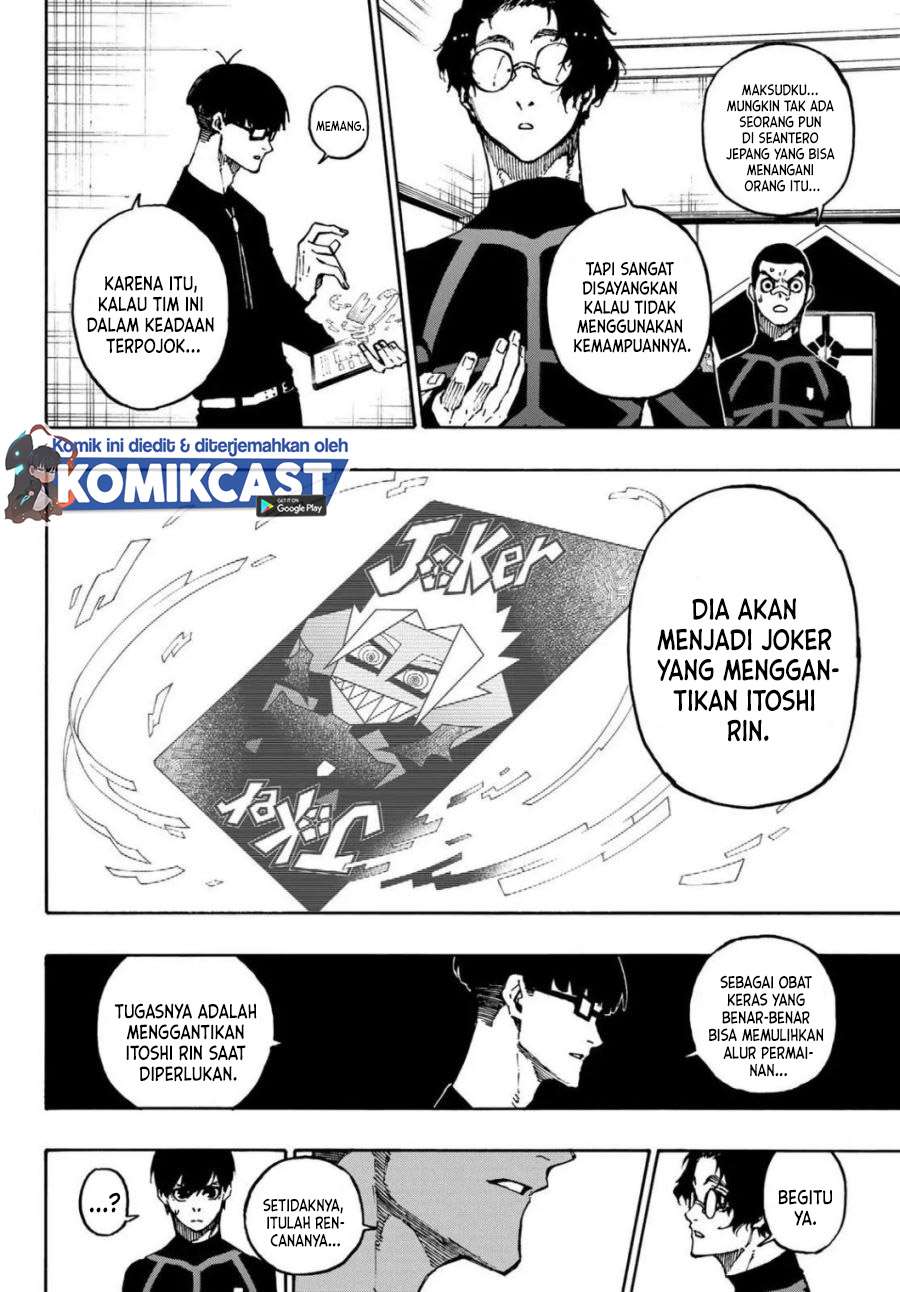 MAKSUDKU...
MUNGKIN TAK ADA
SEORANG PUN
DI SEANTERO
JEPANG YANG BISA
MENANGANI
ORANG ITU...
TAPI SANGAT
DISAYANGKAN
KALAU TIDAK
MENGGUNAKAN
KEMAMPUANNYA.
MEMANG.
KARENA ITU,
KALAU TIM INI
DALAM KEADAAN
TERPOJOK...
Komik ini diedit & diterjemahkan oleh
KOMIKCAST
GET IT ON
Google Play
JOKER
DIA AKAN
MENJADI JOKER
YANG MENGGAN-
TIKAN ITOSHI
RIN.
JOKER
SEBAGAI OBAT
KERAS YANG
BENAR-BENAR
BISA MEMULIHKAN
ALUR PERMAI-
NAN...
TUGASNYA ADALAH
MENGGANTIKAN
ITOSHI RIN SAAT
DIPERLUKAN.
BEGITU
YA.
SETIDAKNYA,
ITULAH REN-
CANANYA...
...?